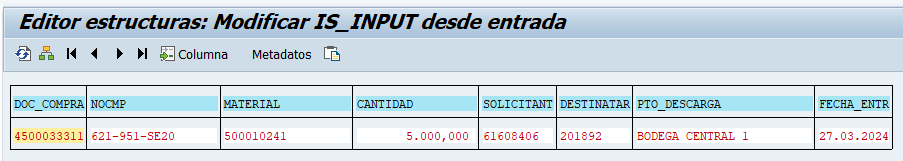 Editor estructuras: Modificar IS_INPUT desde entrada
Columna Metadatos
DOC_COMPRA NOCMP MATERIAL CANTIDAD SOLICITANT DESTINATAR PTO_DESCARGA FECHA_ENTR
4500033311 621-951-SE20 500010241 5.000,000 61608406 201892 BODEGA CENTRAL 1 27.03.2024